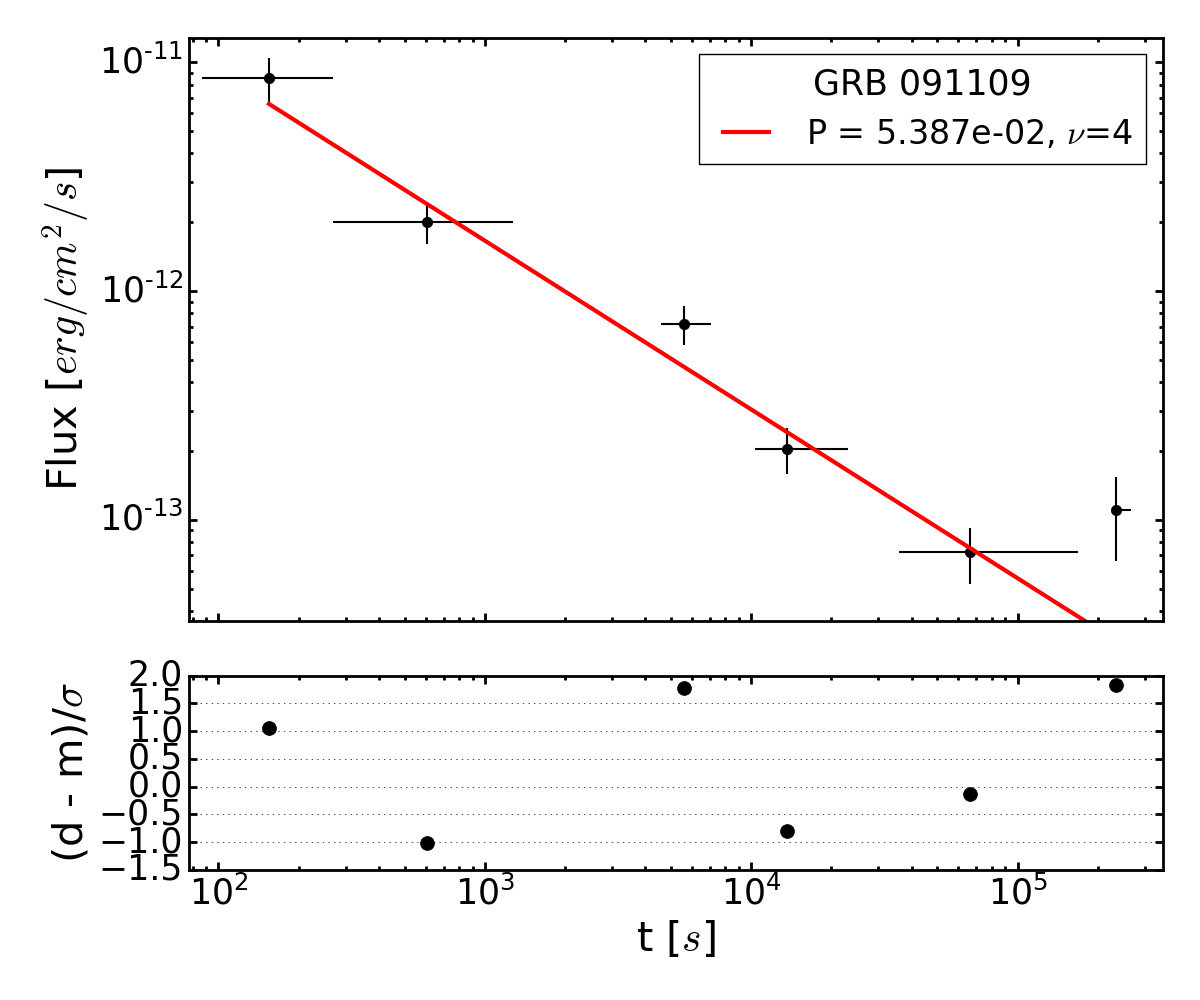 10⁻¹¹
10⁻¹²
10⁻¹³
Flux [erg/cm²/s]
GRB 091109
P = 5.387e-02, ν=4
2.0
1.5
1.0
0.5
0.0
−0.5
−1.0
−1.5
(d - m)/σ
10² 10³ 10⁴ 10⁵
t [s]